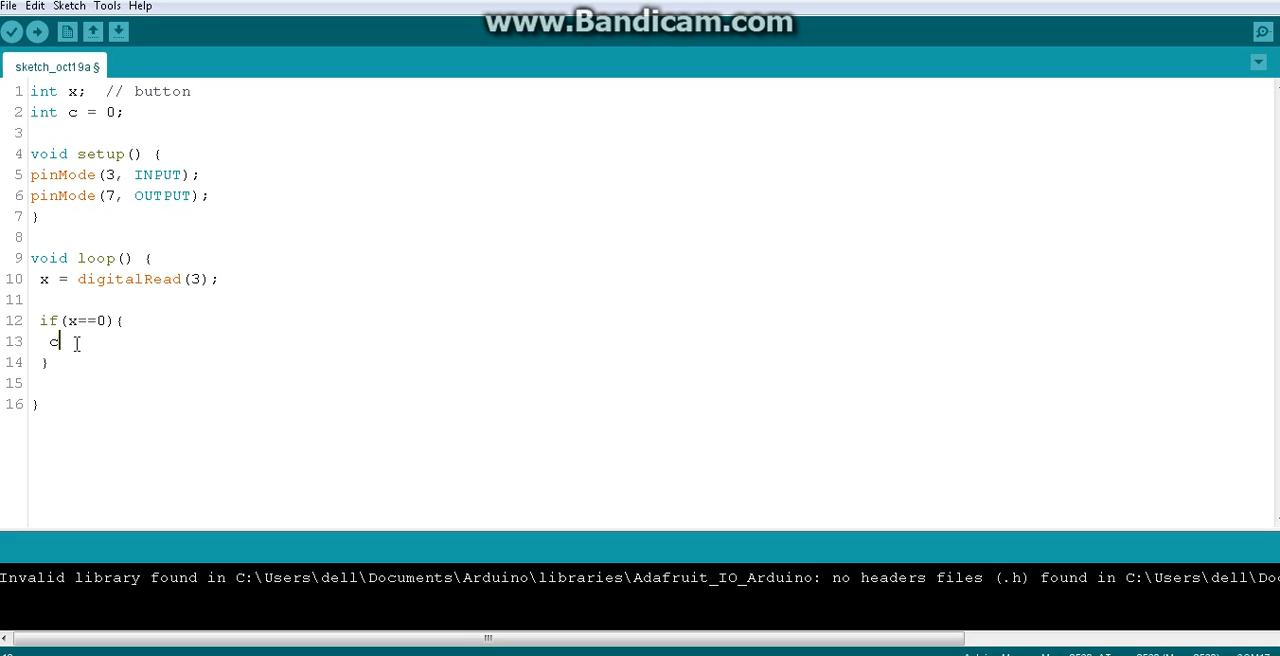 File Edit Sketch Tools Help
www.Bandicam.com
sketch_oct19a §
1 int x;  // button
2 int c = 0;
3
4 void setup() {
5 pinMode(3, INPUT);
6 pinMode(7, OUTPUT);
7 }
8
9 void loop() {
10 x = digitalRead(3);
11
12 if(x==0){
13 c
14 }
15
16 }
Invalid library found in C:\Users\dell\Documents\Arduino\libraries\Adafruit_IO_Arduino: no headers files (.h) found in C:\Users\dell\Doc